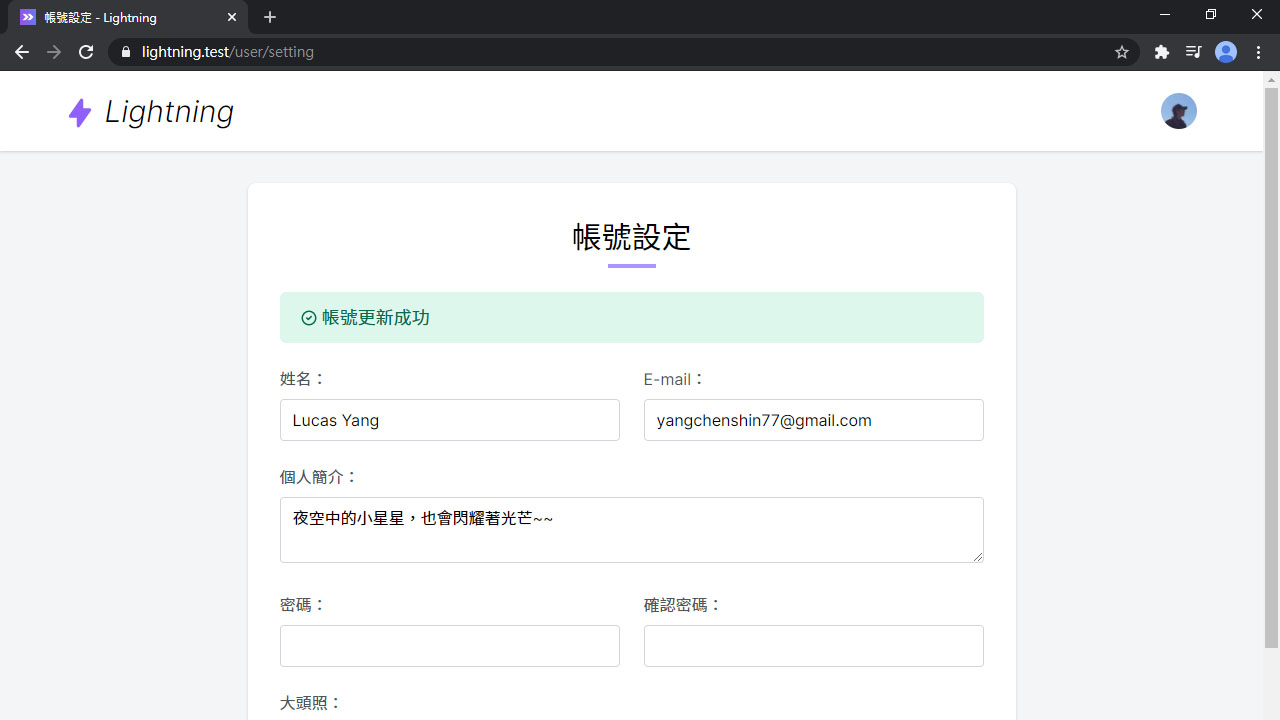 帳號設定 - Lightning
lightning.test/user/setting
Lightning
帳號設定
帳號更新成功
姓名：
E-mail：
Lucas Yang
yangchenshin77@gmail.com
個人簡介：
夜空中的小星星，也會閃耀著光芒~~
密碼：
確認密碼：
大頭照：